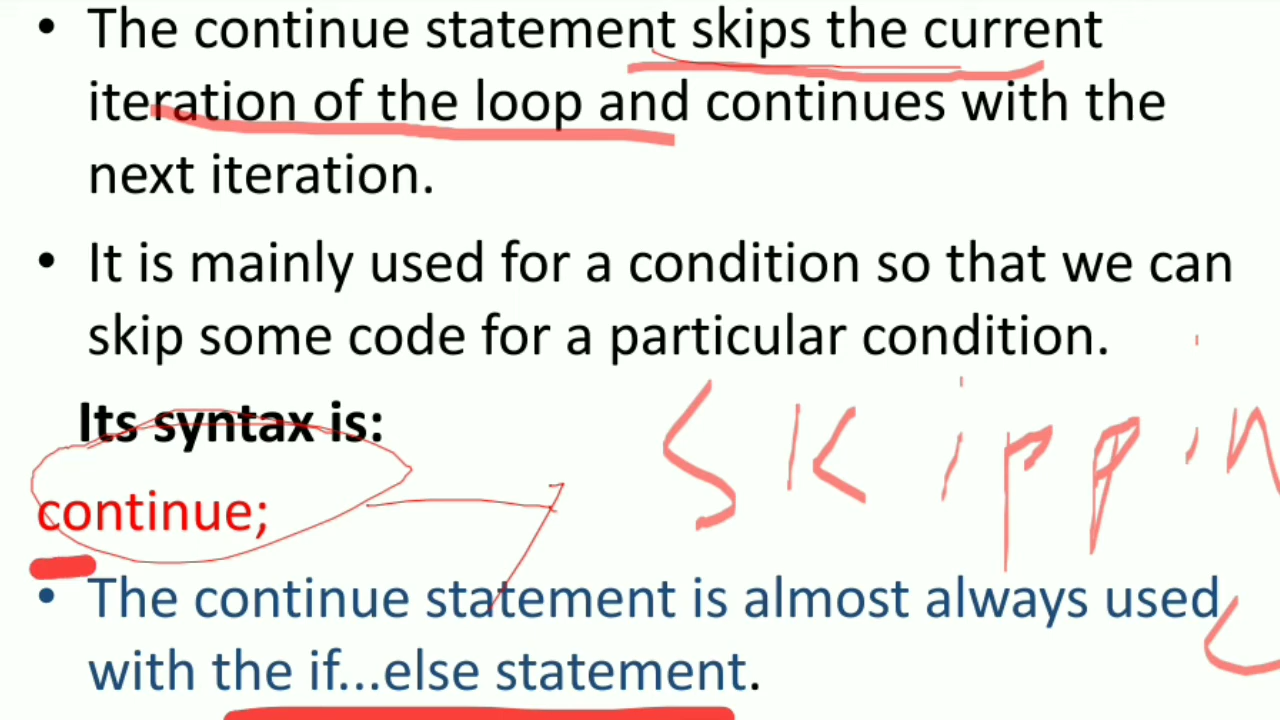 • The continue statement skips the current
iteration of the loop and continues with the
next iteration.
• It is mainly used for a condition so that we can
skip some code for a particular condition.
Its syntax is:
Skippin
continue;
• The continue statement is almost always used
with the if...else statement.